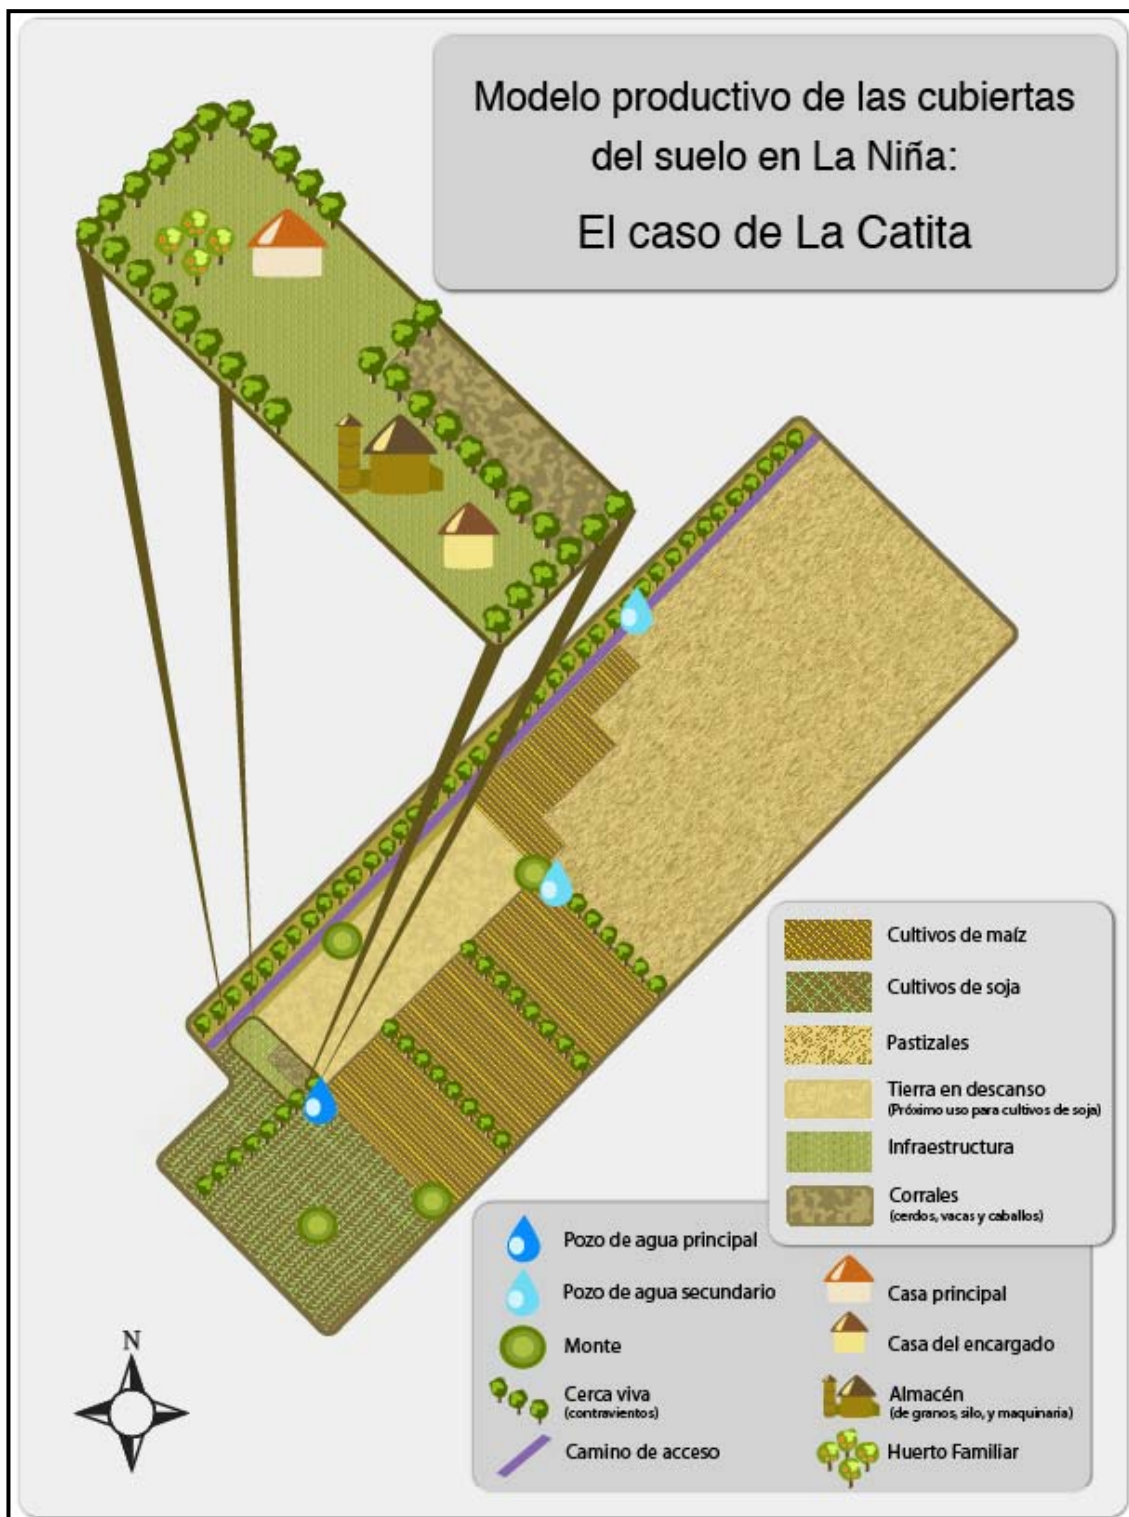 Modelo productivo de las cubiertas
del suelo en La Niña:
El caso de La Catita
Cultivos de maíz
Cultivos de soja
Pastizales
Tierra en descanso
(Próximo uso para cultivos de soja)
Infraestructura
Corrales
(cerdos, vacas y caballos)
Pozo de agua principal
Pozo de agua secundario
Monte
Cerca viva
(contravientos)
Camino de acceso
Casa principal
Casa del encargado
Almacén
(de granos, silo, y maquinaria)
Huerto Familiar
N